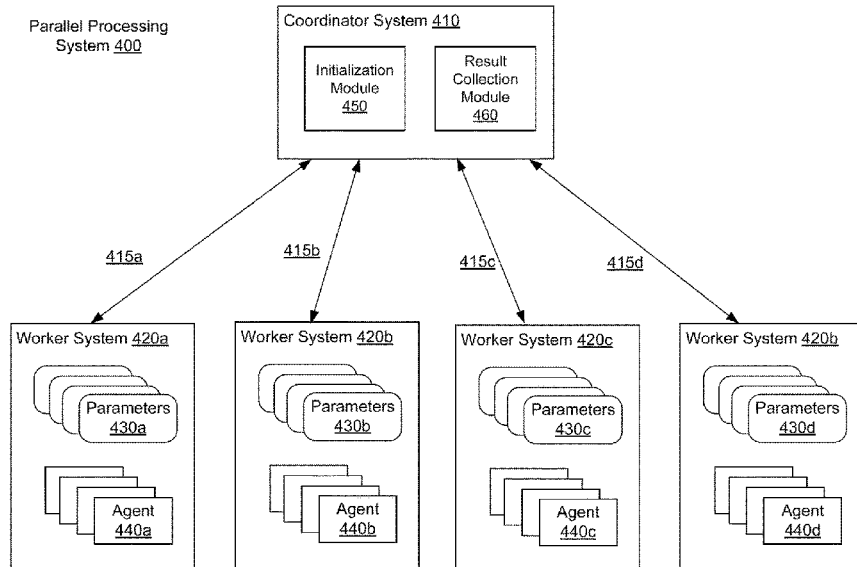 Parallel Processing
System 400
Coordinator System 410
Initialization
Module
450
Result
Collection
Module
460
415a
415b
415c
415d
Worker System 420a
Parameters
430a
Agent
440a
Worker System 420b
Parameters
430b
Agent
440b
Worker System 420c
Parameters
430c
Agent
440c
Worker System 420b
Parameters
430d
Agent
440d